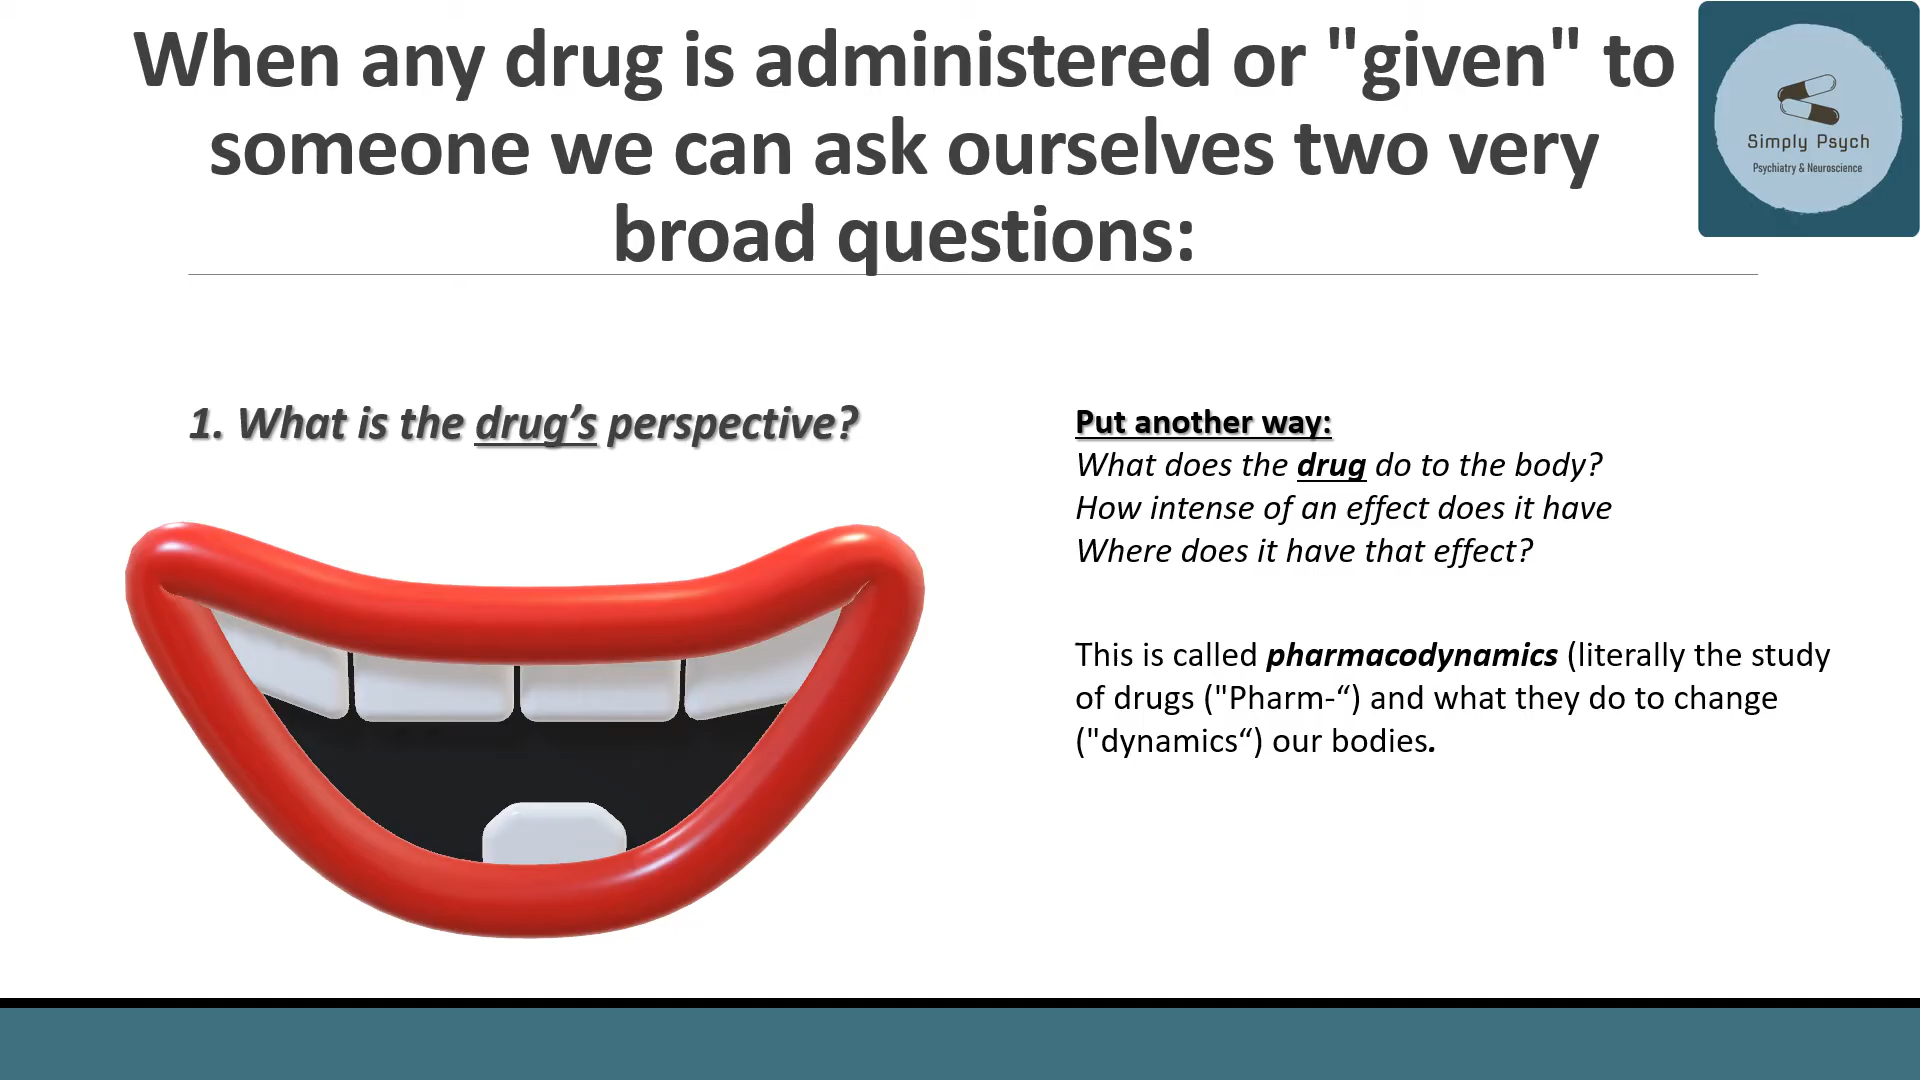 When any drug is administered or "given" to
someone we can ask ourselves two very
broad questions:
Simply Psych
Psychiatry & Neuroscience
1. What is the drug’s perspective?
Put another way:
What does the drug do to the body?
How intense of an effect does it have
Where does it have that effect?
This is called pharmacodynamics (literally the study
of drugs ("Pharm-“) and what they do to change
("dynamics“) our bodies.